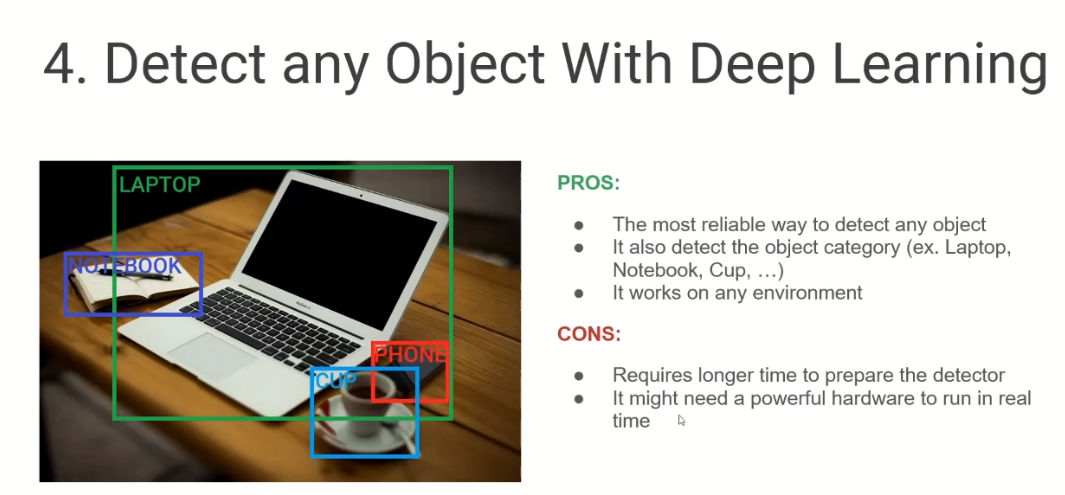 4. Detect any Object With Deep Learning
LAPTOP
NOTEBOOK
PHONE
CUP
PROS:
● The most reliable way to detect any object
● It also detect the object category (ex. Laptop,
Notebook, Cup, ...)
● It works on any environment
CONS:
● Requires longer time to prepare the detector
● It might need a powerful hardware to run in real
time